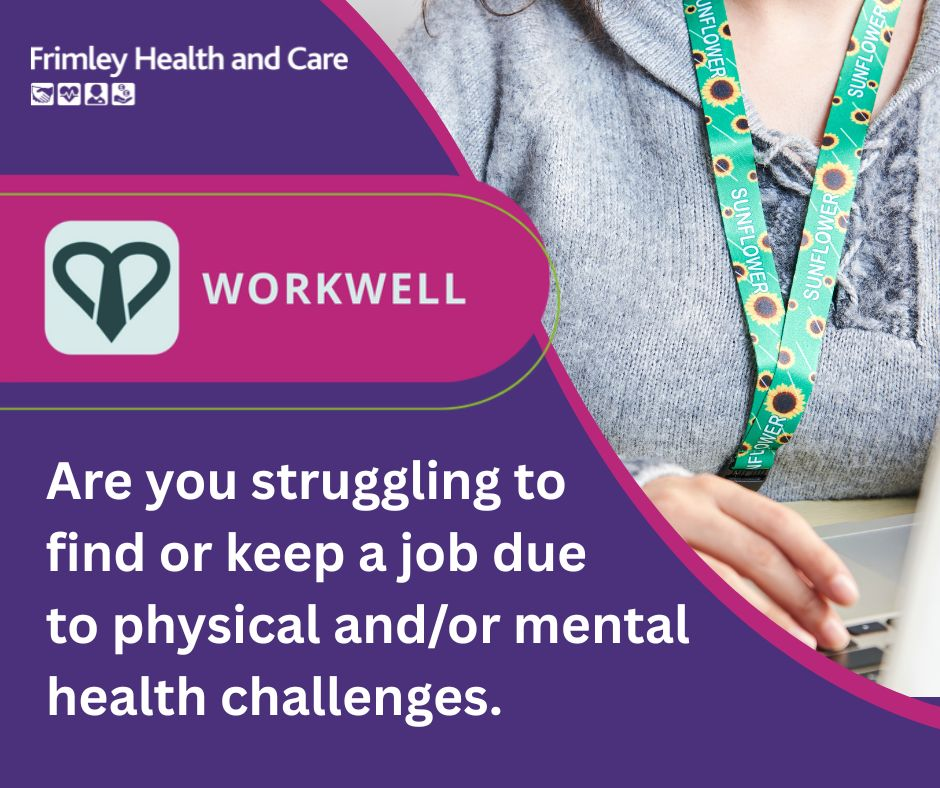 Frimley Health and Care
WORKWELL
Are you struggling to
find or keep a job due
to physical and/or mental
health challenges.
SUNFLOWER
SUNFLOWER
SUNFLOWER
SUNFLOWER